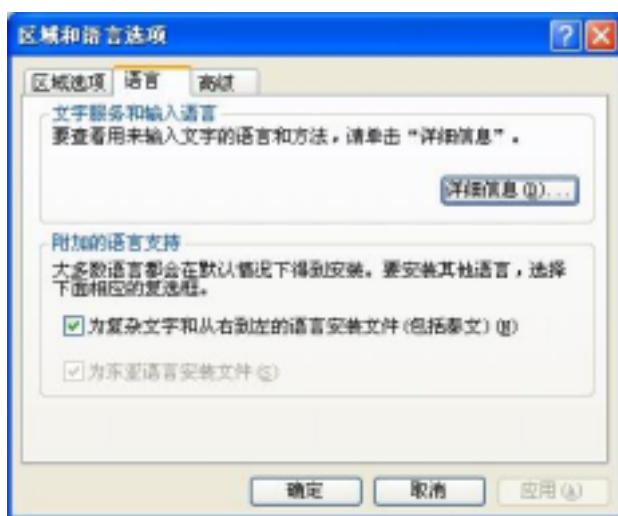 区域和语言选项
区域选项 语言 高级
文字服务和输入语言
要查看用来输入文字的语言和方法，请单击“详细信息”。
详细信息(D)...
附加的语言支持
大多数语言都会在默认情况下得到安装。要安装其他语言，选择
下面相应的复选框。
为复杂文字和从右到左的语言安装文件(包括泰文)(M)
为东亚语言安装文件(S)
确定 取消 应用(A)